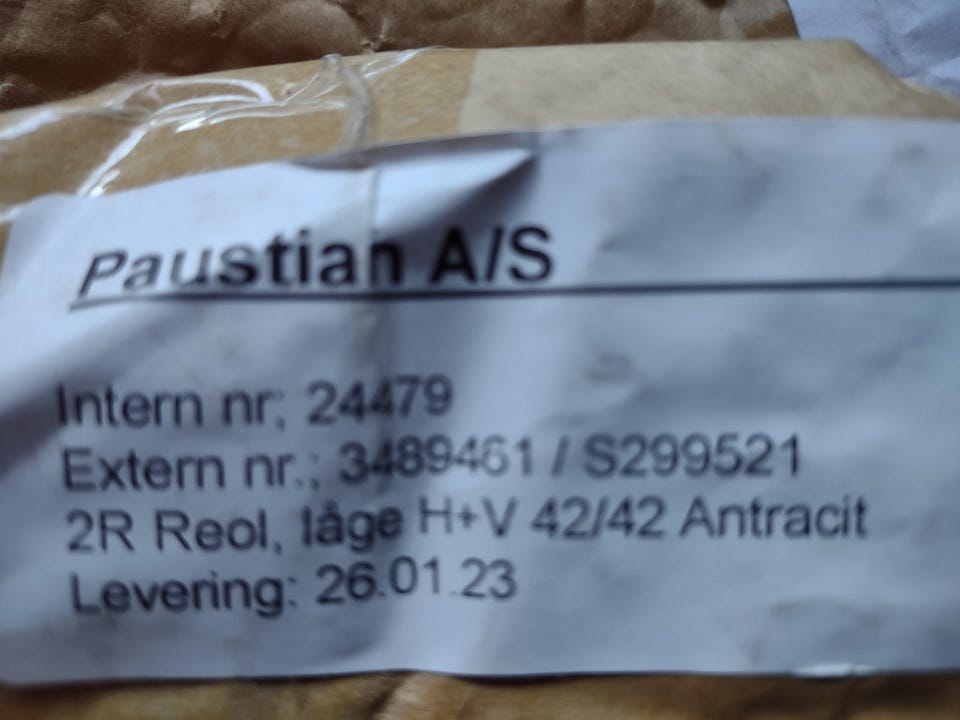 Paustian A/S
Intern nr; 24479
Extern nr.; 3489461 / S299521
2R Reol, låge H+V 42/42 Antracit
Levering: 26.01.23